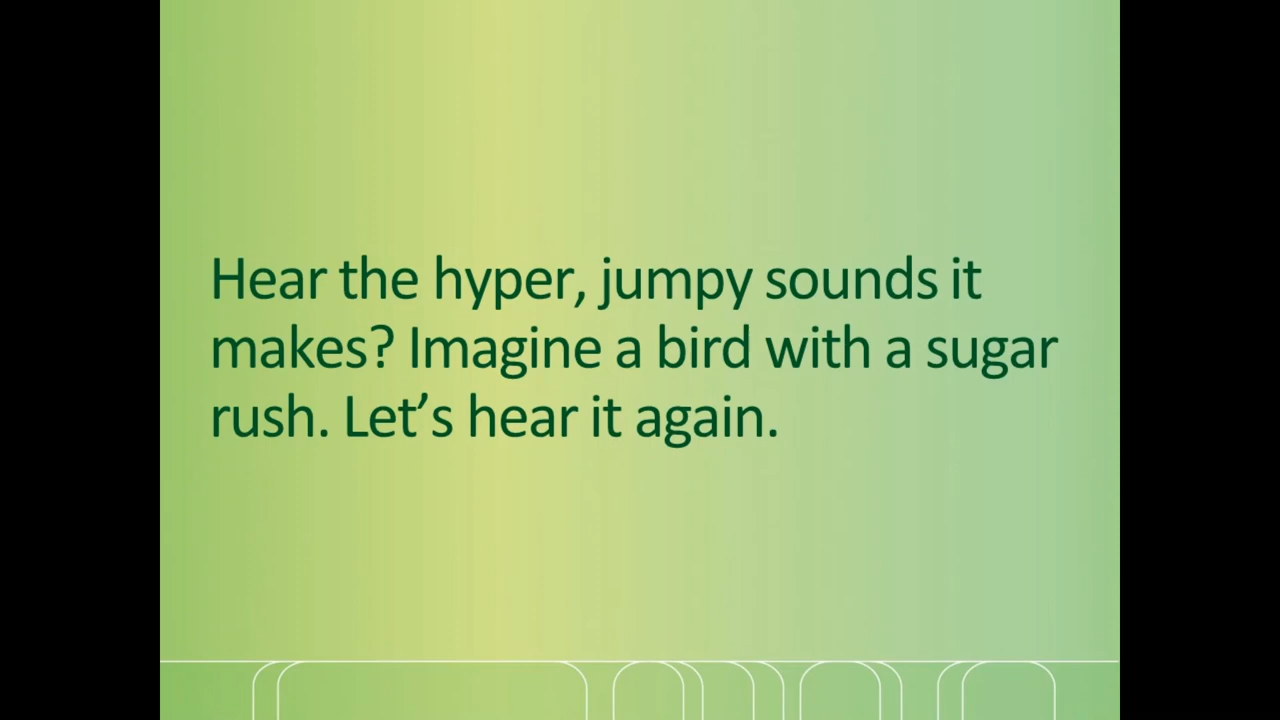 Hear the hyper, jumpy sounds it
makes? Imagine a bird with a sugar
rush. Let’s hear it again.